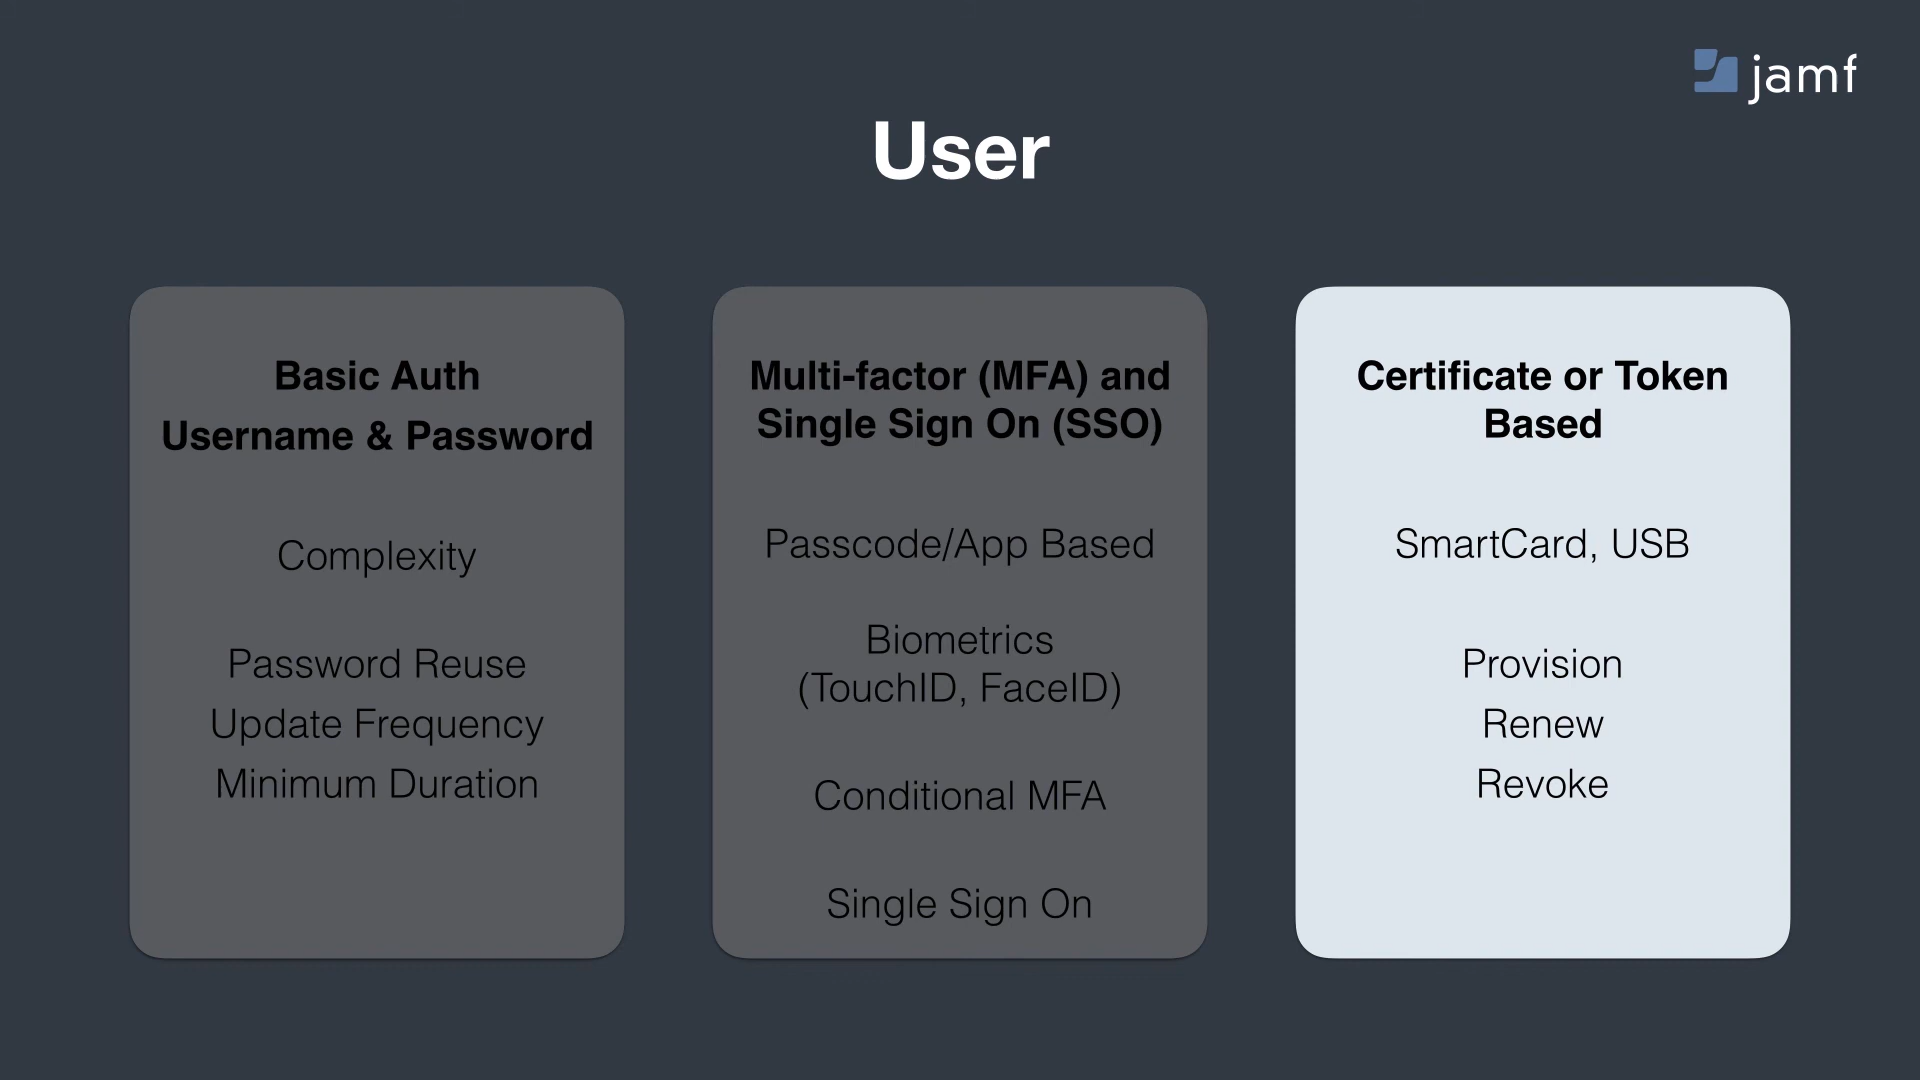 jamf
User
Basic Auth
Username & Password
Complexity
Password Reuse
Update Frequency
Minimum Duration
Multi-factor (MFA) and
Single Sign On (SSO)
Passcode/App Based
Biometrics
(TouchID, FaceID)
Conditional MFA
Single Sign On
Certificate or Token
Based
SmartCard, USB
Provision
Renew
Revoke